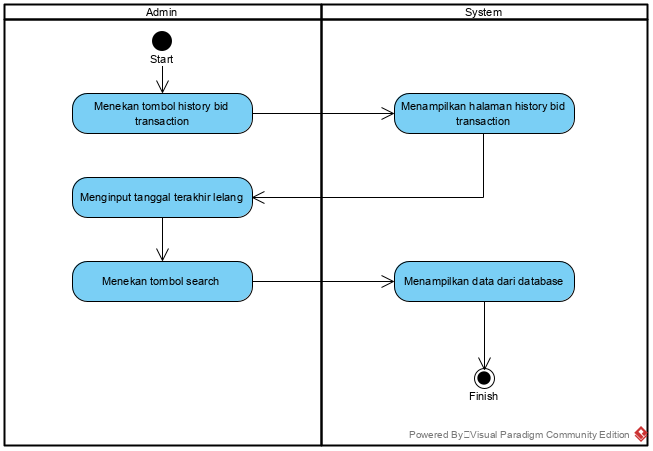 Admin
System
Start
Menekan tombol history bid
transaction
Menampilkan halaman history bid
transaction
Menginput tanggal terakhir lelang
Menekan tombol search
Menampilkan data dari database
Finish
Powered By Visual Paradigm Community Edition